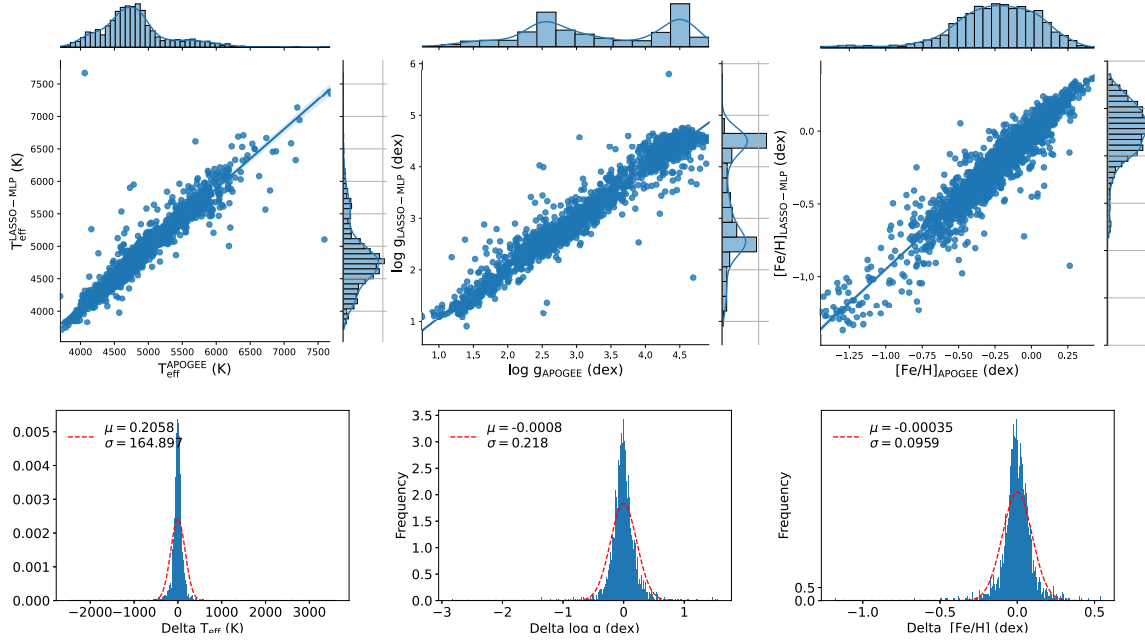 7500
7000
6500
6000
5500
5000
4500
4000
T_eff^LASSO−MLP (K)
4000 4500 5000 5500 6000 6500 7000 7500
T_eff^APOGEE (K)
6
5
4
3
2
1
log g_LASSO−MLP (dex)
1.0 1.5 2.0 2.5 3.0 3.5 4.0 4.5
log g_APOGEE (dex)
0.0
−0.5
−1.0
[Fe/H]_LASSO−MLP (dex)
−1.25 −1.00 −0.75 −0.50 −0.25 0.00 0.25
[Fe/H]_APOGEE (dex)
μ = 0.2058
σ = 164.897
0.005
0.004
0.003
0.002
0.001
0.000
−2000 −1000 0 1000 2000 3000
Delta T_eff (K)
μ = -0.0008
σ = 0.218
3.5
3.0
2.5
2.0
1.5
1.0
0.5
0.0
Frequency
−3 −2 −1 0 1
Delta log g (dex)
μ = -0.00035
σ = 0.0959
0.5
0.0
Frequency
−1.0 −0.5 0.0 0.5
Delta [Fe/H] (dex)